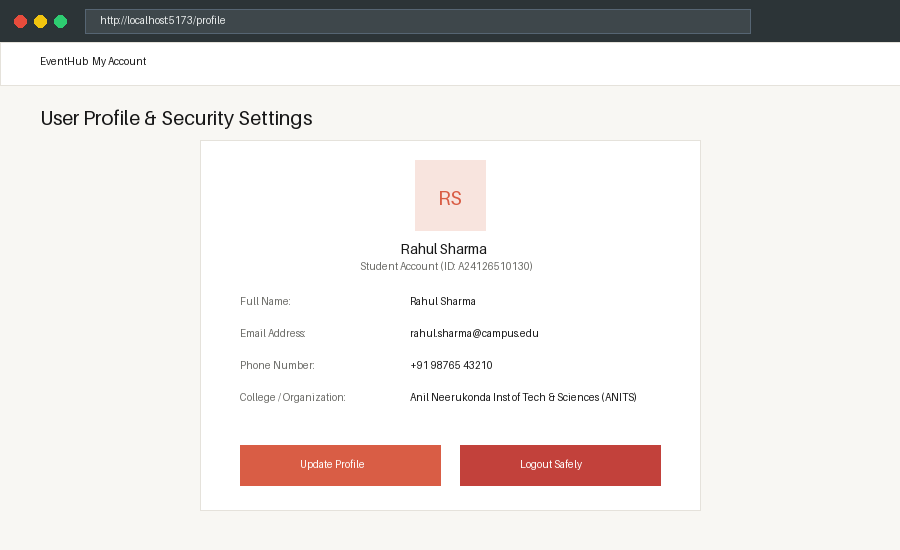 http://localhost:5173/profile
EventHub My Account
User Profile & Security Settings
RS
Rahul Sharma
Student Account (ID: A24126510130)
Full Name: Rahul Sharma
Email Address: rahul.sharma@campus.edu
Phone Number: +91 98765 43210
College / Organization: Anil Neerukonda Inst of Tech & Sciences (ANITS)
Update Profile Logout Safely